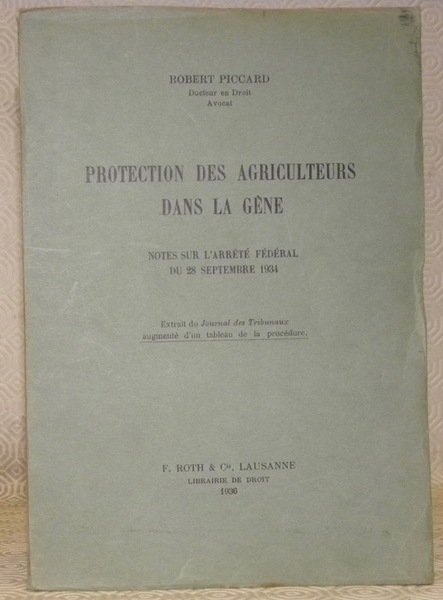 ROBERT PICCARD
Docteur en Droit
Avocat
PROTECTION DES AGRICULTEURS
DANS LA GÊNE
NOTES SUR L'ARRÊTÉ FÉDÉRAL
DU 28 SEPTEMBRE 1934
Extrait du Journal des Tribunaux
augmenté d'un tableau de la procédure.
F. ROTH & Cie, LAUSANNE
LIBRAIRIE DE DROIT
1936